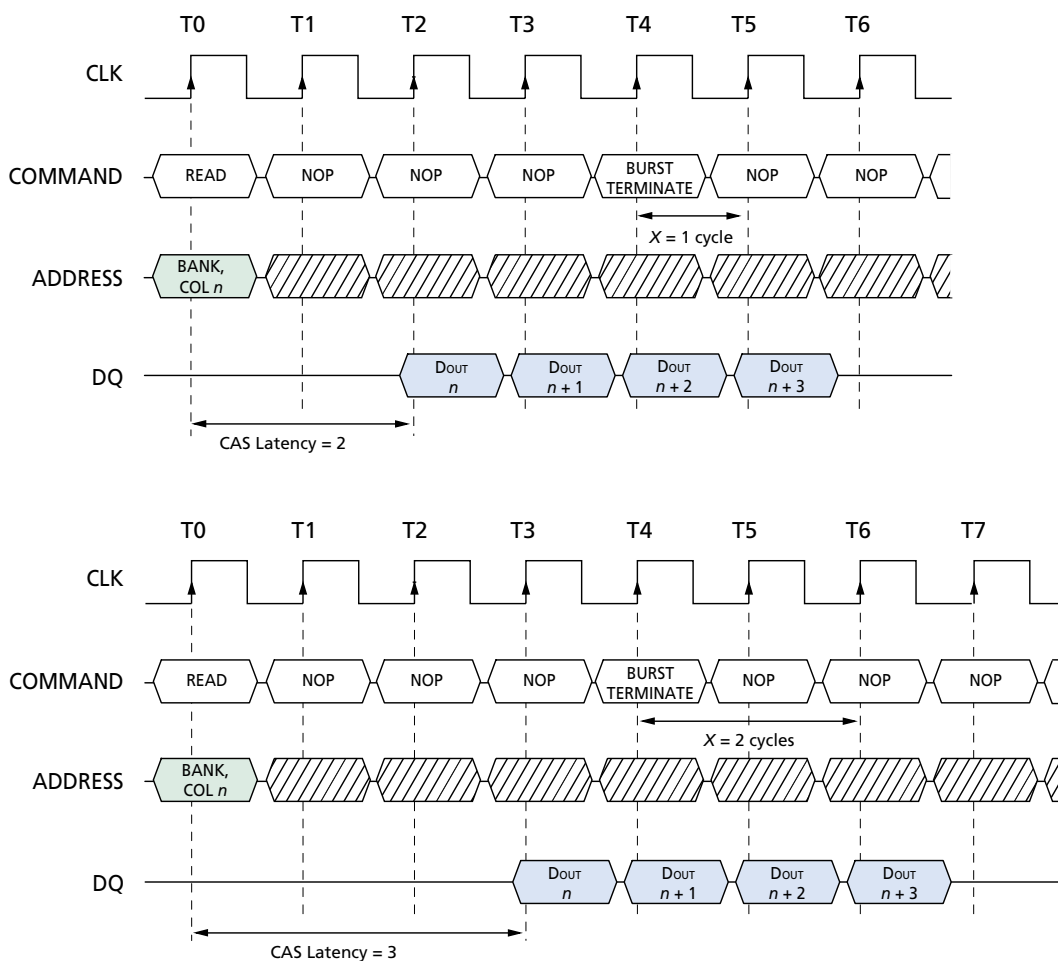 T0 T1 T2 T3 T4 T5 T6
CLK
COMMAND READ NOP NOP NOP BURST TERMINATE NOP NOP
X = 1 cycle
ADDRESS BANK, COL n
DQ DOUT n DOUT n + 1 DOUT n + 2 DOUT n + 3
CAS Latency = 2
T0 T1 T2 T3 T4 T5 T6 T7
CLK
COMMAND READ NOP NOP NOP BURST TERMINATE NOP NOP NOP
X = 2 cycles
ADDRESS BANK, COL n
DQ DOUT n DOUT n + 1 DOUT n + 2 DOUT n + 3
CAS Latency = 3